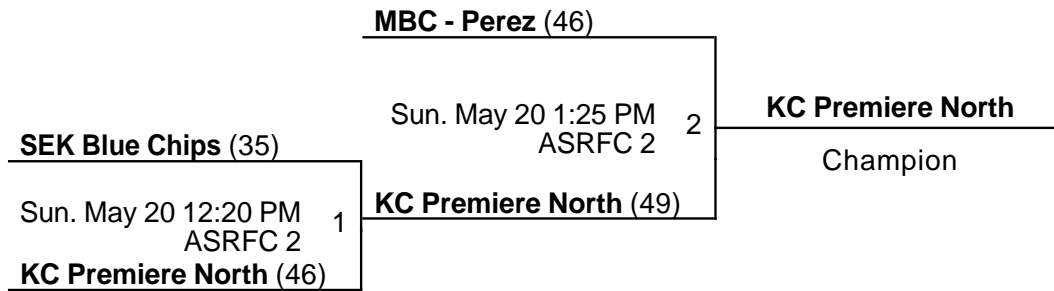 MBC - Perez (46)
Sun. May 20 1:25 PM
ASRFC 2
2
KC Premiere North
Champion
SEK Blue Chips (35)
Sun. May 20 12:20 PM
ASRFC 2
1
KC Premiere North (49)
KC Premiere North (46)